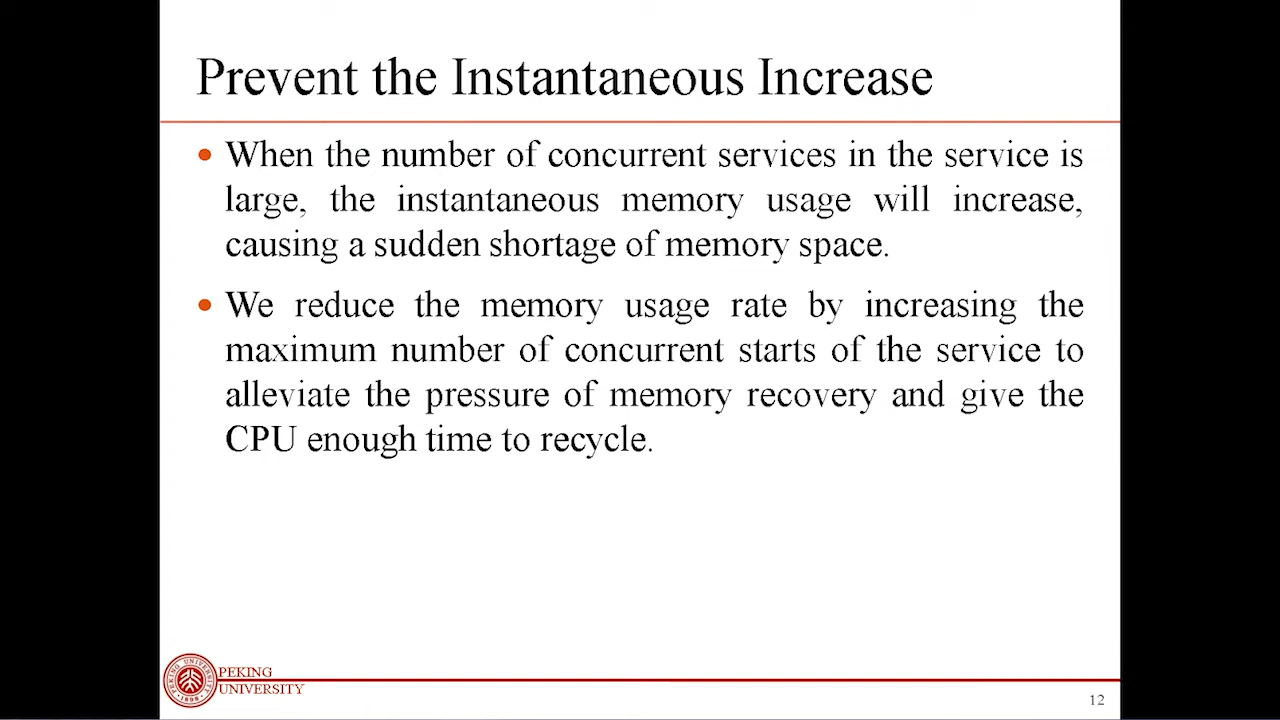 Prevent the Instantaneous Increase
• When the number of concurrent services in the service is
large, the instantaneous memory usage will increase,
causing a sudden shortage of memory space.
• We reduce the memory usage rate by increasing the
maximum number of concurrent starts of the service to
alleviate the pressure of memory recovery and give the
CPU enough time to recycle.
PEKING UNIVERSITY
1898
PEKING
UNIVERSITY
12